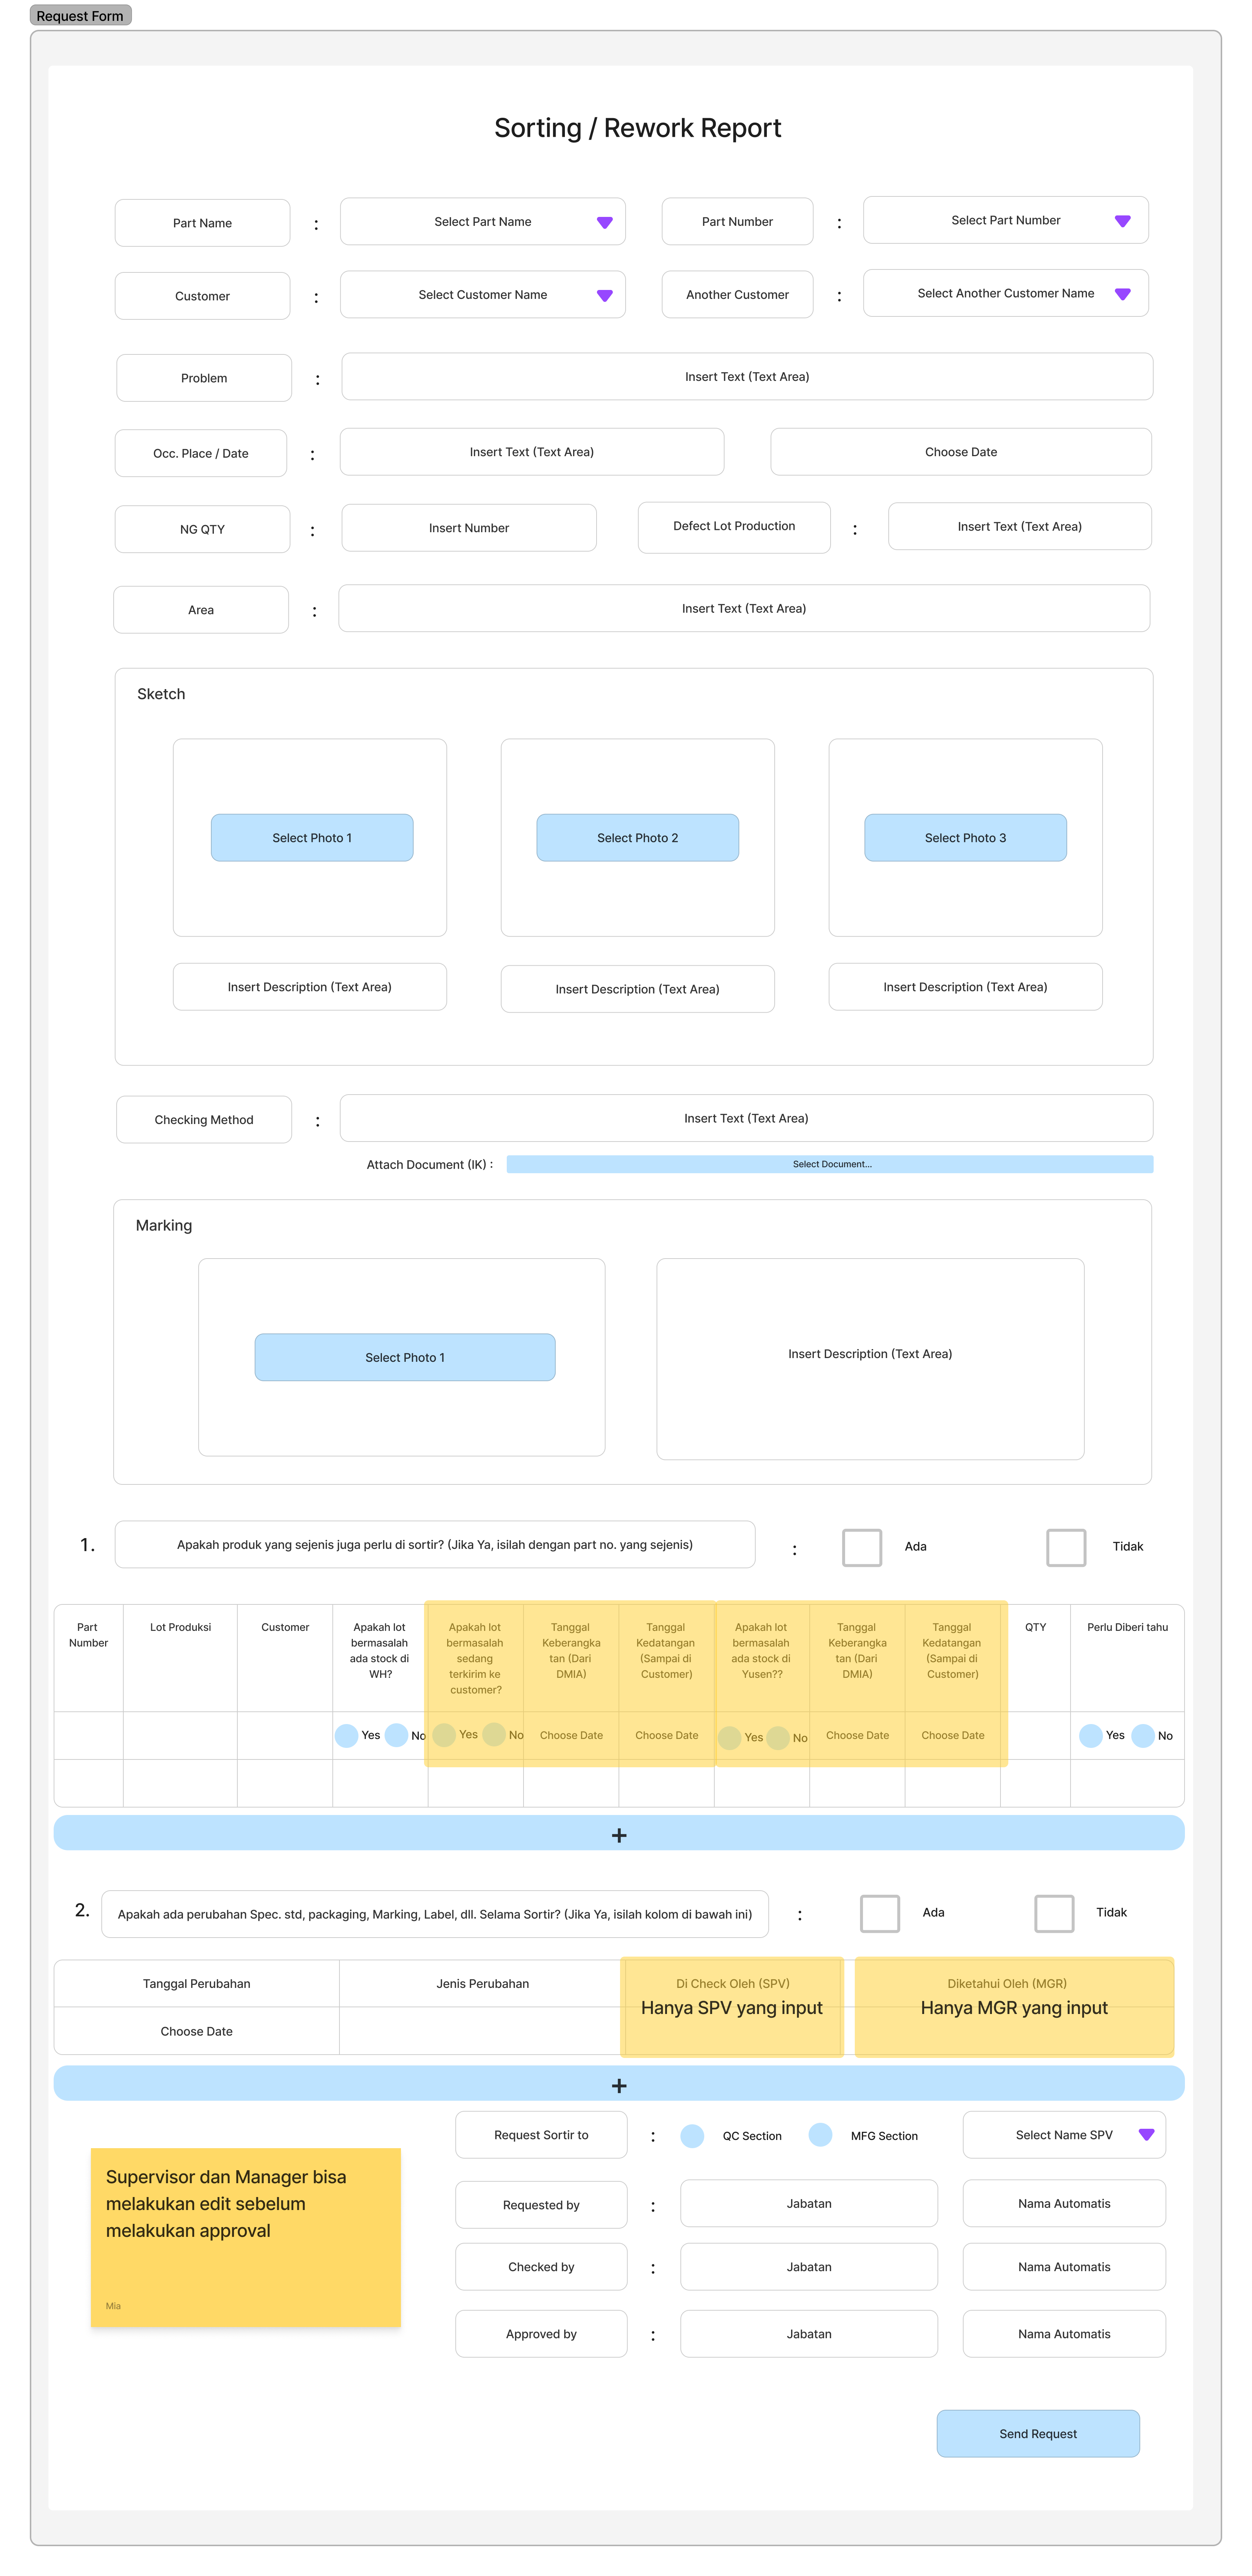 Request Form
Sorting / Rework Report
Part Name : Select Part Name Part Number : Select Part Number
Customer : Select Customer Name Another Customer : Select Another Customer Name
Problem : Insert Text (Text Area)
Occ. Place / Date : Insert Text (Text Area) Choose Date
NG QTY : Insert Number Defect Lot Production : Insert Text (Text Area)
Area : Insert Text (Text Area)
Sketch
Select Photo 1 Select Photo 2 Select Photo 3
Insert Description (Text Area) Insert Description (Text Area) Insert Description (Text Area)
Checking Method : Insert Text (Text Area)
Attach Document (IK) : Select Document...
Marking
Select Photo 1 Insert Description (Text Area)
1. Apakah produk yang sejenis juga perlu di sortir? (Jika Ya, isilah dengan part no. yang sejenis) : Ada Tidak
Part
Number
Lot Produksi
Customer
Apakah lot
bermasalah
ada stock di
WH?
Apakah lot
bermasalah
sedang
terkirim ke
customer?
Tanggal
Keberangka
tan (Dari
DMIA)
Tanggal
Kedatangan
(Sampai di
Customer)
Apakah lot
bermasalah
ada stock di
Yusen??
Tanggal
Keberangka
tan (Dari
DMIA)
Tanggal
Kedatangan
(Sampai di
Customer)
QTY
Perlu Diberi tahu
Yes No Yes No Choose Date Choose Date Yes No Choose Date Choose Date Yes No
+
2. Apakah ada perubahan Spec. std, packaging, Marking, Label, dll. Selama Sortir? (Jika Ya, isilah kolom di bawah ini) : Ada Tidak
Tanggal Perubahan Jenis Perubahan Di Check Oleh (SPV) Diketahui Oleh (MGR)
Hanya SPV yang input Hanya MGR yang input
Choose Date
+
Request Sortir to : QC Section MFG Section Select Name SPV
Supervisor dan Manager bisa
melakukan edit sebelum
melakukan approval
Mia
Requested by : Jabatan Nama Automatis
Checked by : Jabatan Nama Automatis
Approved by : Jabatan Nama Automatis
Send Request